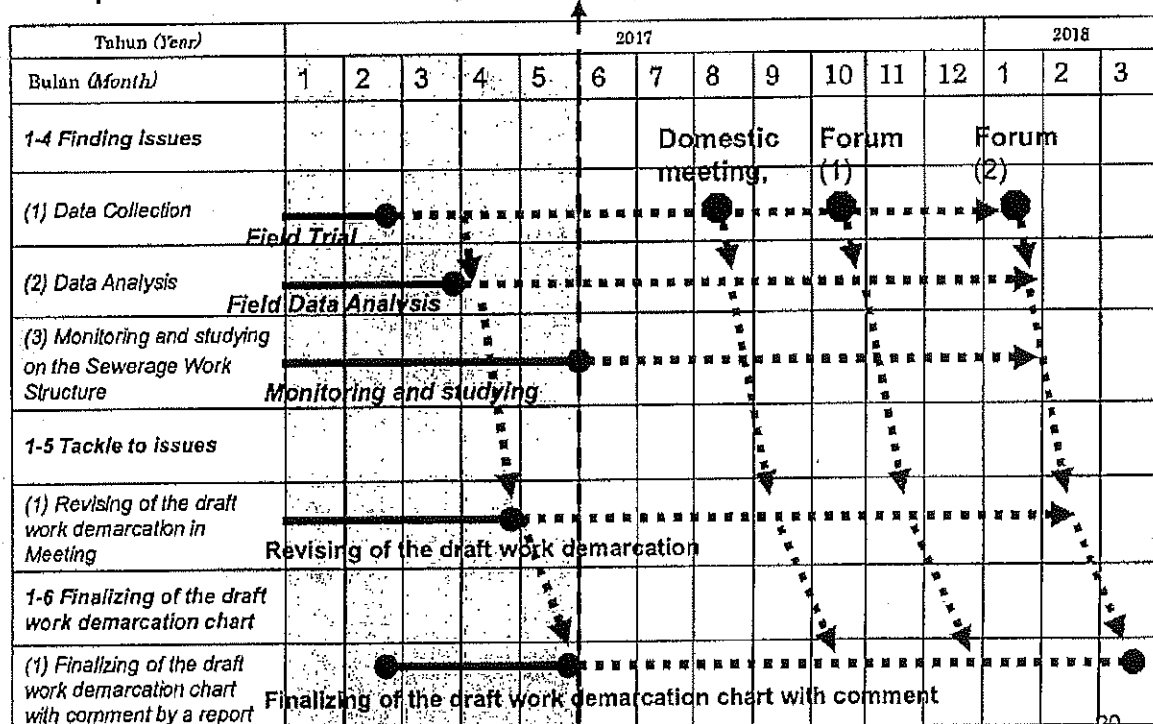 Tahun (Year) 2017 2018
Bulan (Month) 1 2 3 4 5 6 7 8 9 10 11 12 1 2 3
1-4 Finding Issues
Domestic meeting,
Forum (1)
Forum (2)
(1) Data Collection
Field Trial
(2) Data Analysis
Field Data Analysis
(3) Monitoring and studying
on the Sewerage Work
Structure
Monitoring and studying
1-5 Tackle to issues
(1) Revising of the draft
work demarcation in
Meeting
Revising of the draft work demarcation
1-6 Finalizing of the draft
work demarcation chart
(1) Finalizing of the draft
work demarcation chart
with comment by a report
Finalizing of the draft work demarcation chart with comment